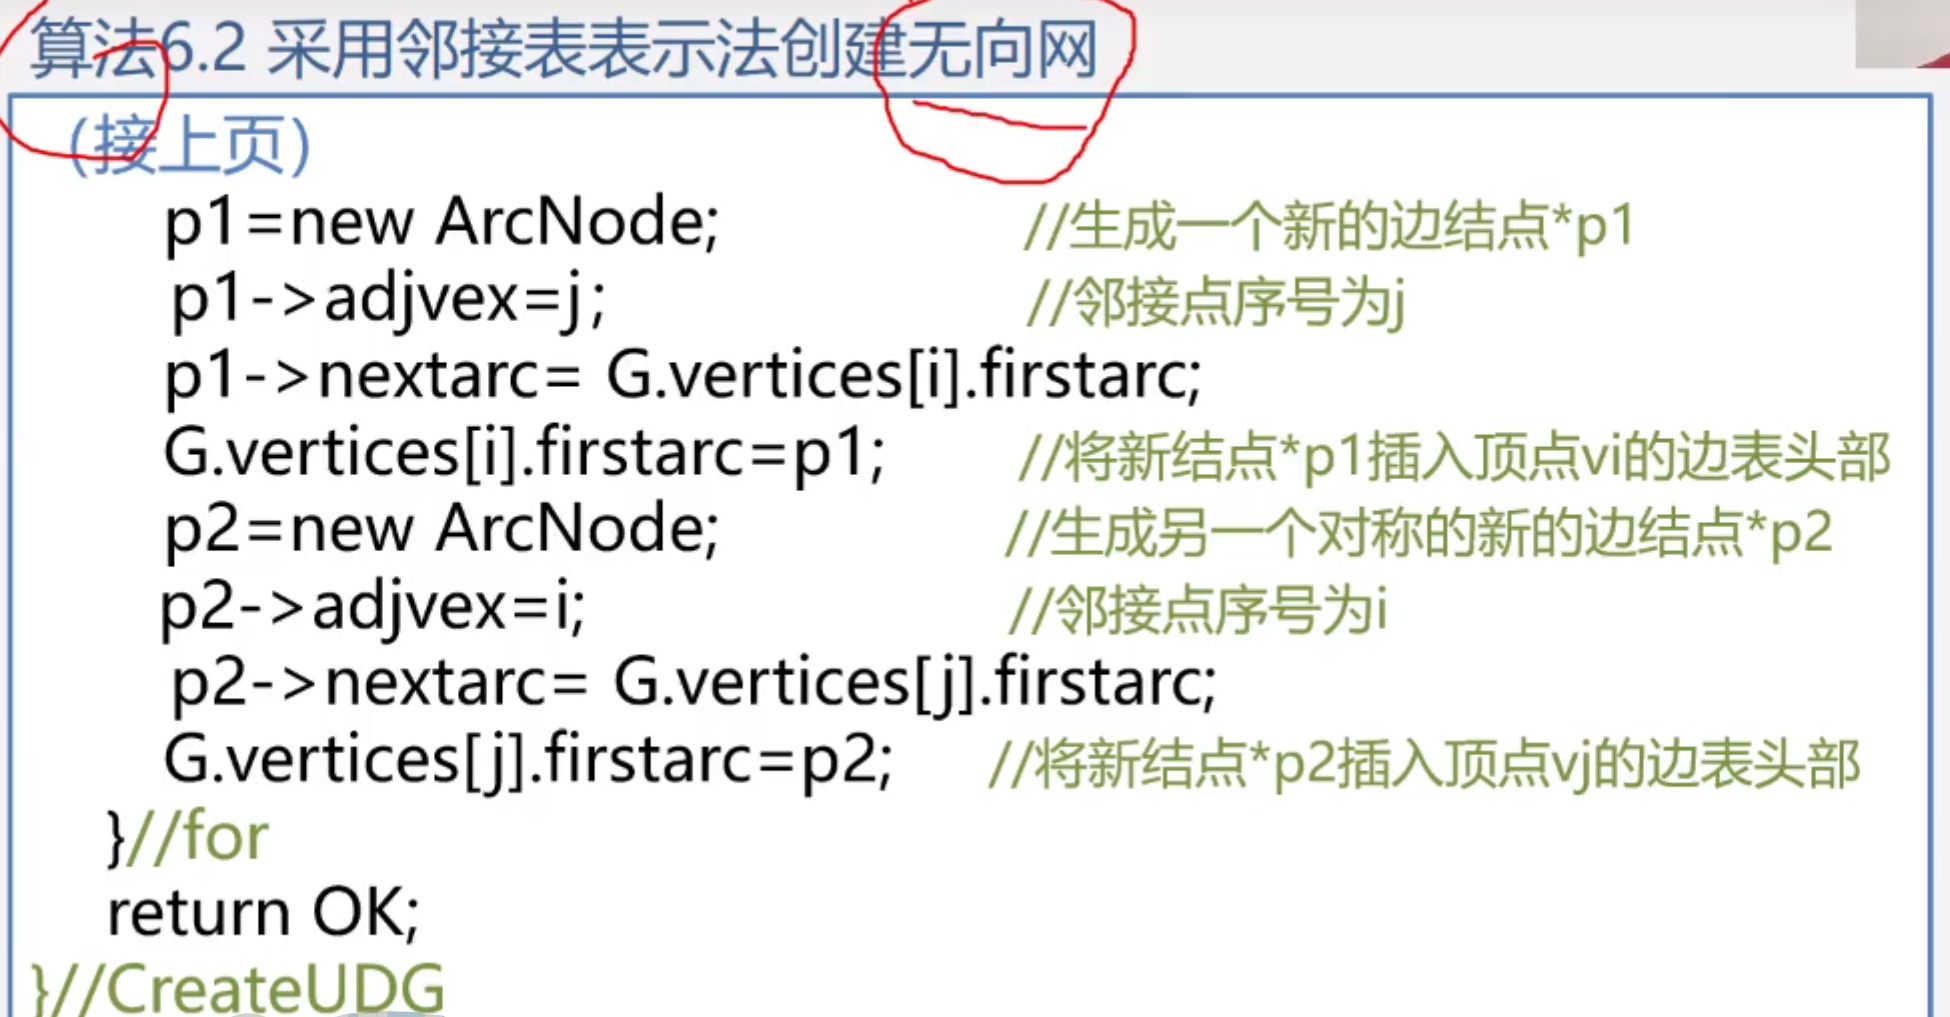 算法6.2 采用邻接表表示法创建无向网
（接上页）
p1=new ArcNode; //生成一个新的边结点*p1
p1->adjvex=j; //邻接点序号为j
p1->nextarc= G.vertices[i].firstarc;
G.vertices[i].firstarc=p1; //将新结点*p1插入顶点vi的边表头部
p2=new ArcNode; //生成另一个对称的新的边结点*p2
p2->adjvex=i; //邻接点序号为i
p2->nextarc= G.vertices[j].firstarc;
G.vertices[j].firstarc=p2; //将新结点*p2插入顶点vj的边表头部
}//for
return OK;
}//CreateUDG